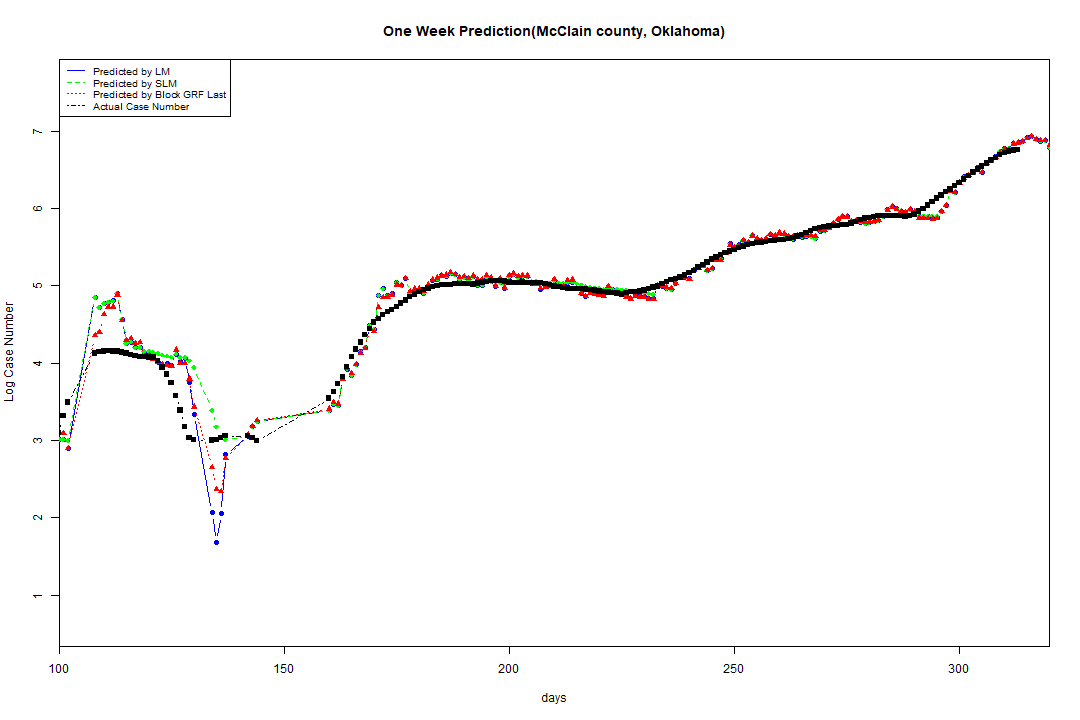 One Week Prediction(McClain county, Oklahoma)
Predicted by LM
Predicted by SLM
Predicted by Block GRF Last
Actual Case Number
7
6
5
4
3
2
1
Log Case Number
100 150 200 250 300
days